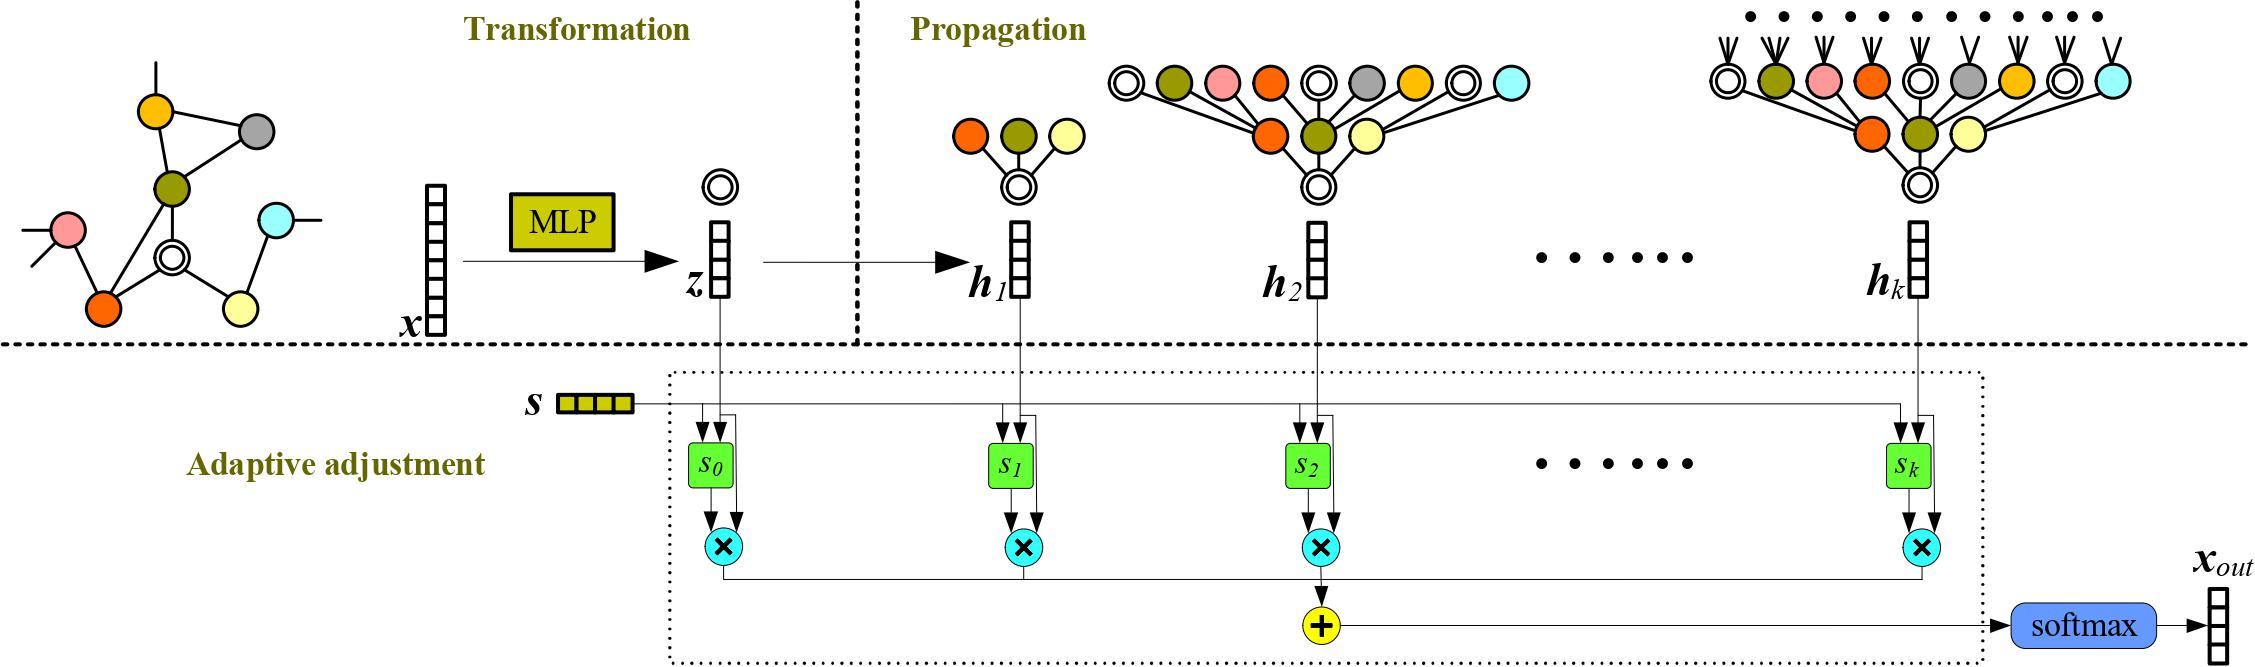 Transformation
Propagation
MLP
x
z
h1
h2
hk
s
Adaptive adjustment
s0
s1
s2
sk
xout
softmax